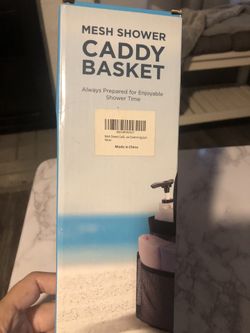 MESH SHOWER
CADDY
BASKET
Always Prepared for Enjoyable
Shower Time
Made in China